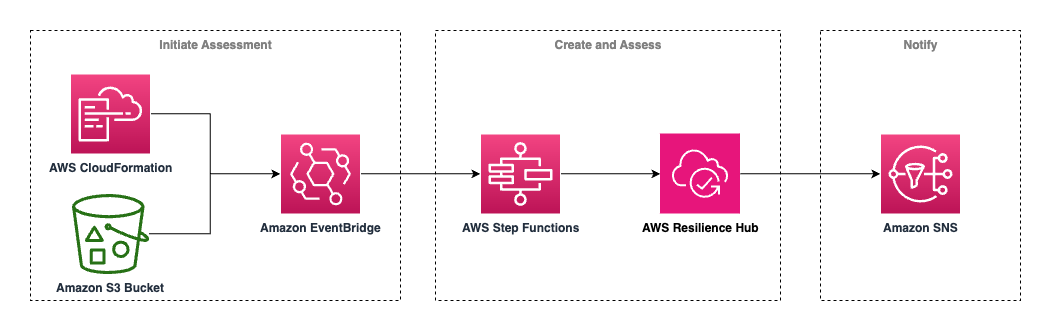 Initiate Assessment
Create and Assess
Notify
AWS CloudFormation
Amazon EventBridge
AWS Step Functions
AWS Resilience Hub
Amazon SNS
Amazon S3 Bucket